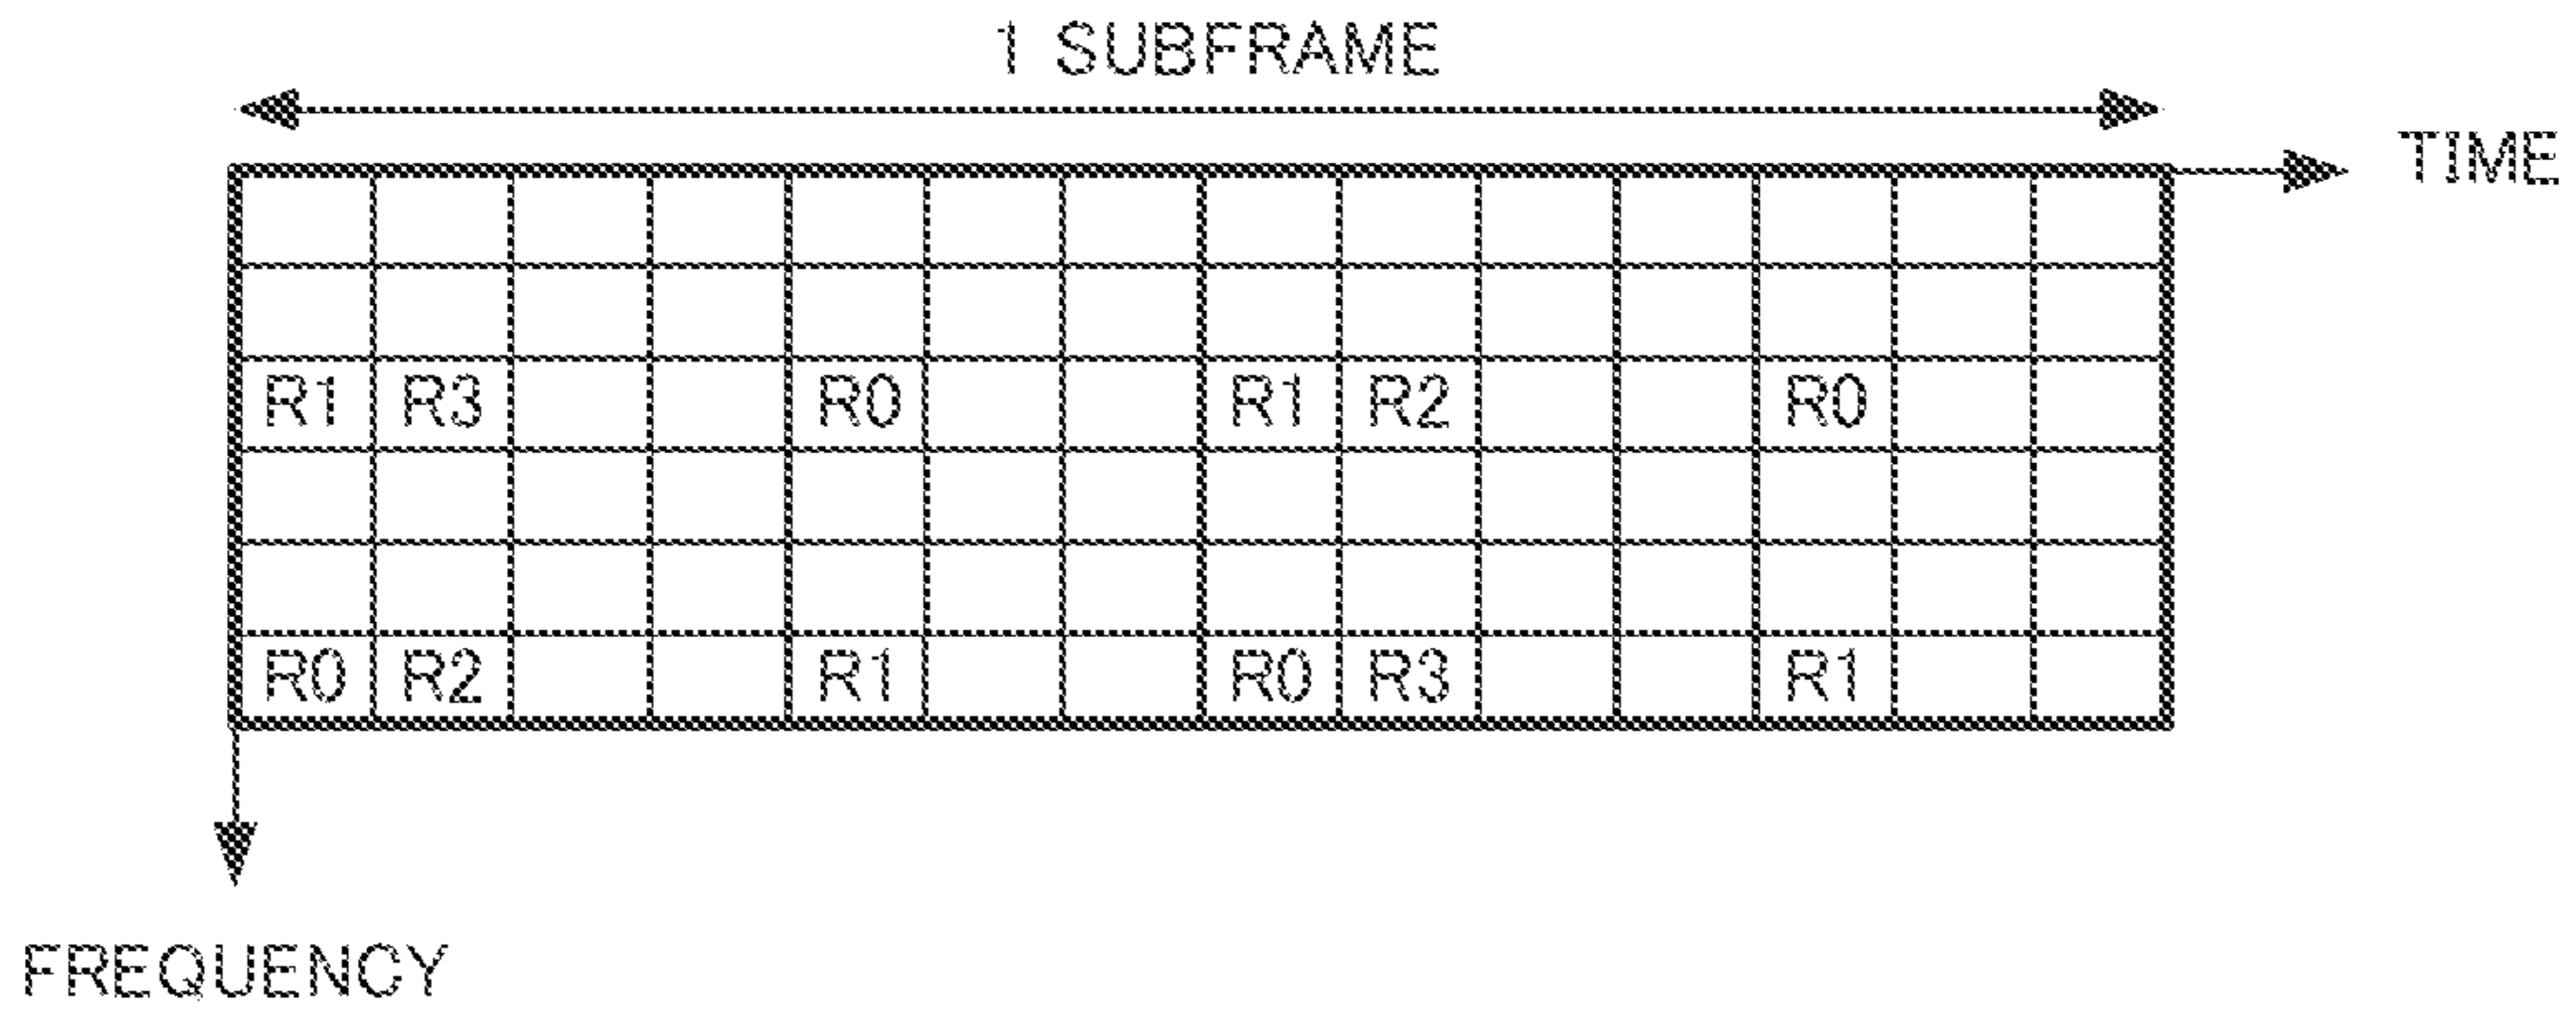 1 SUBFRAME
TIME
R1 R3 R0 R1 R2 R0
R0 R2 R1 R0 R3 R1
FREQUENCY